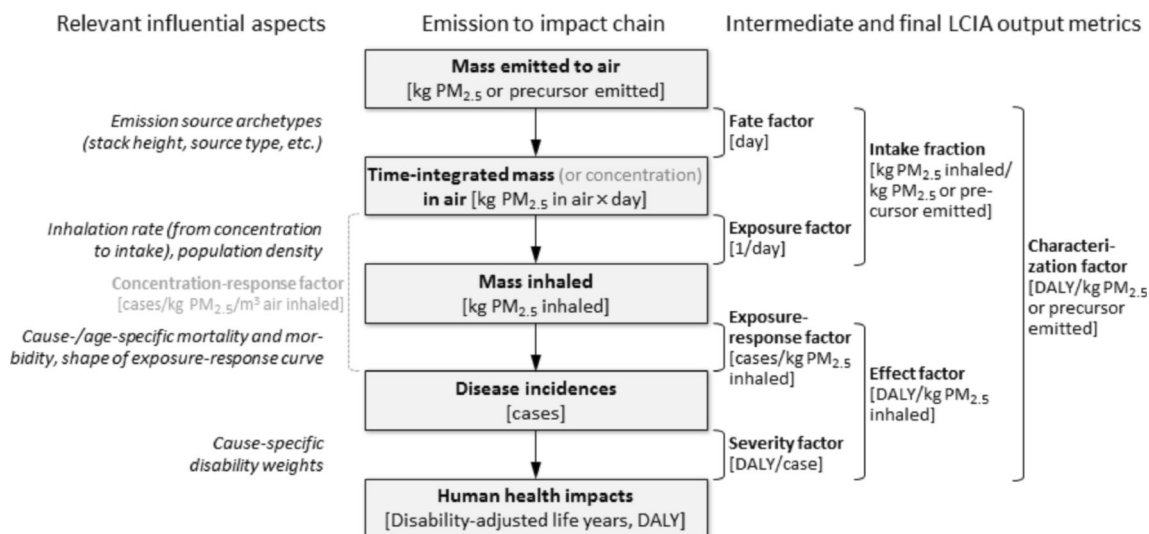 Relevant influential aspects
Emission to impact chain
Intermediate and final LCIA output metrics
Mass emitted to air
[kg PM2.5 or precursor emitted]
Emission source archetypes
(stack height, source type, etc.)
Fate factor
[day]
Intake fraction
[kg PM2.5 inhaled/
kg PM2.5 or pre-
cursor emitted]
Time-integrated mass (or concentration)
in air [kg PM2.5 in air × day]
Inhalation rate (from concentration
to intake), population density
Exposure factor
[1/day]
Characteri-
zation factor
[DALY/kg PM2.5
or precursor
emitted]
Concentration-response factor
[cases/kg PM2.5/m³ air inhaled]
Mass inhaled
[kg PM2.5 inhaled]
Cause-/age-specific mortality and mor-
bidity, shape of exposure-response curve
Exposure-
response factor
[cases/kg PM2.5
inhaled]
Effect factor
[DALY/kg PM2.5
inhaled]
Disease incidences
[cases]
Cause-specific
disability weights
Severity factor
[DALY/case]
Human health impacts
[Disability-adjusted life years, DALY]